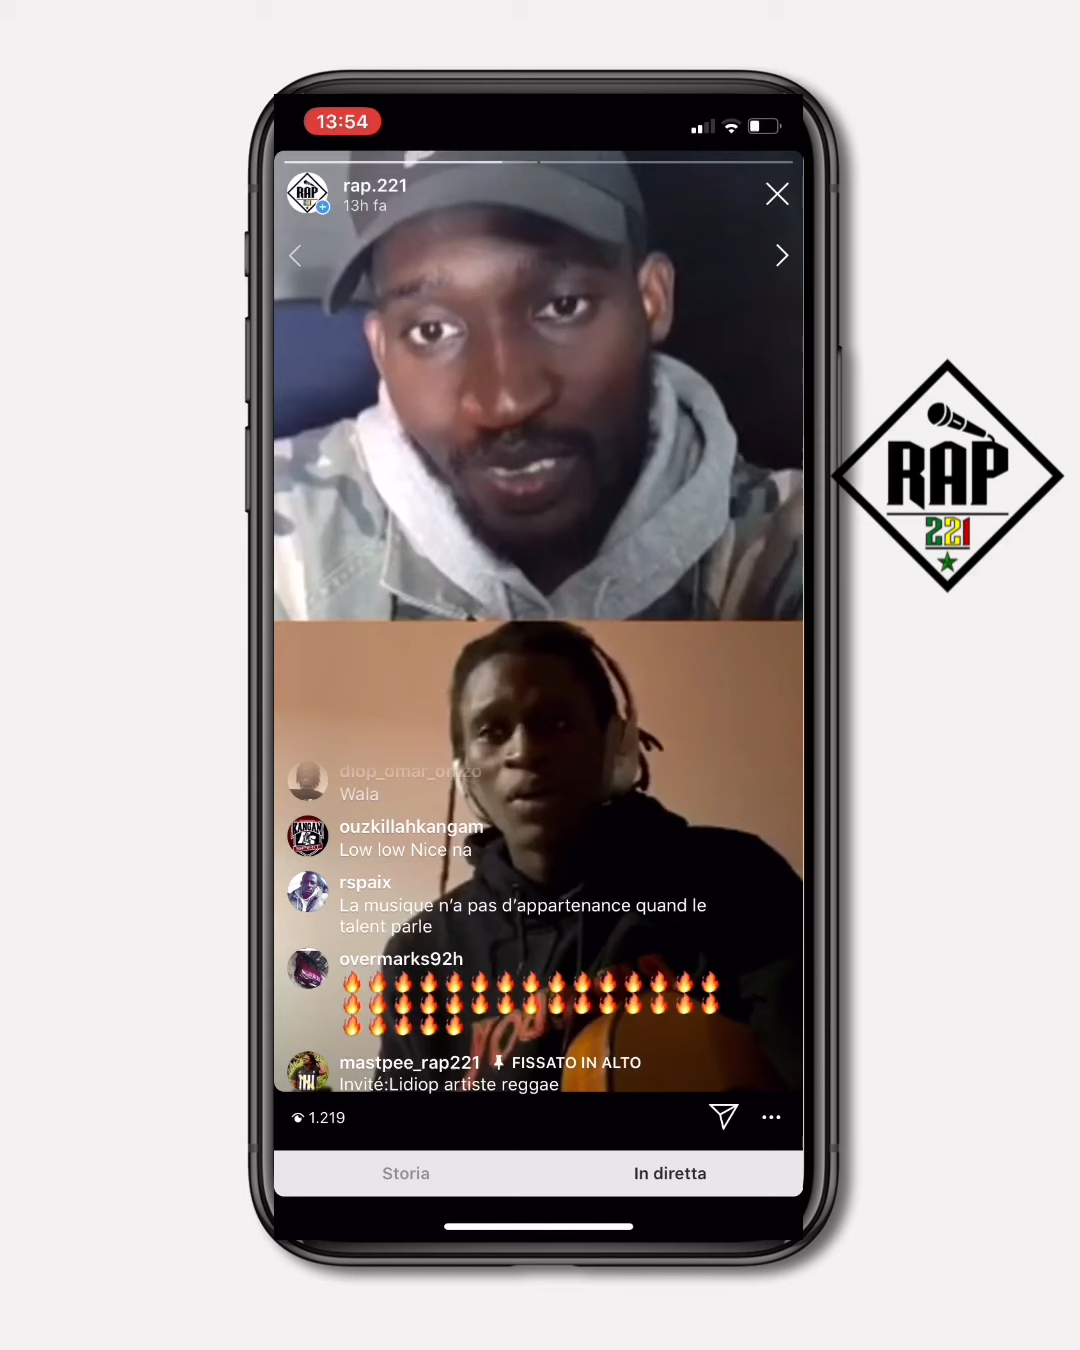 13:54
rap.221
13h fa
RAP
221
diop_omar_onizo
Wala
ouzkillahkangam
Low low Nice na
rspaix
La musique n'a pas d'appartenance quand le
talent parle
overmarks92h
🔥🔥🔥🔥🔥🔥🔥🔥🔥🔥🔥🔥🔥🔥🔥
🔥🔥🔥🔥🔥🔥🔥🔥🔥🔥🔥🔥🔥🔥🔥
🔥🔥🔥🔥🔥
mastpee_rap221 FISSATO IN ALTO
Invité:Lidiop artiste reggae
1.219
Storia
In diretta